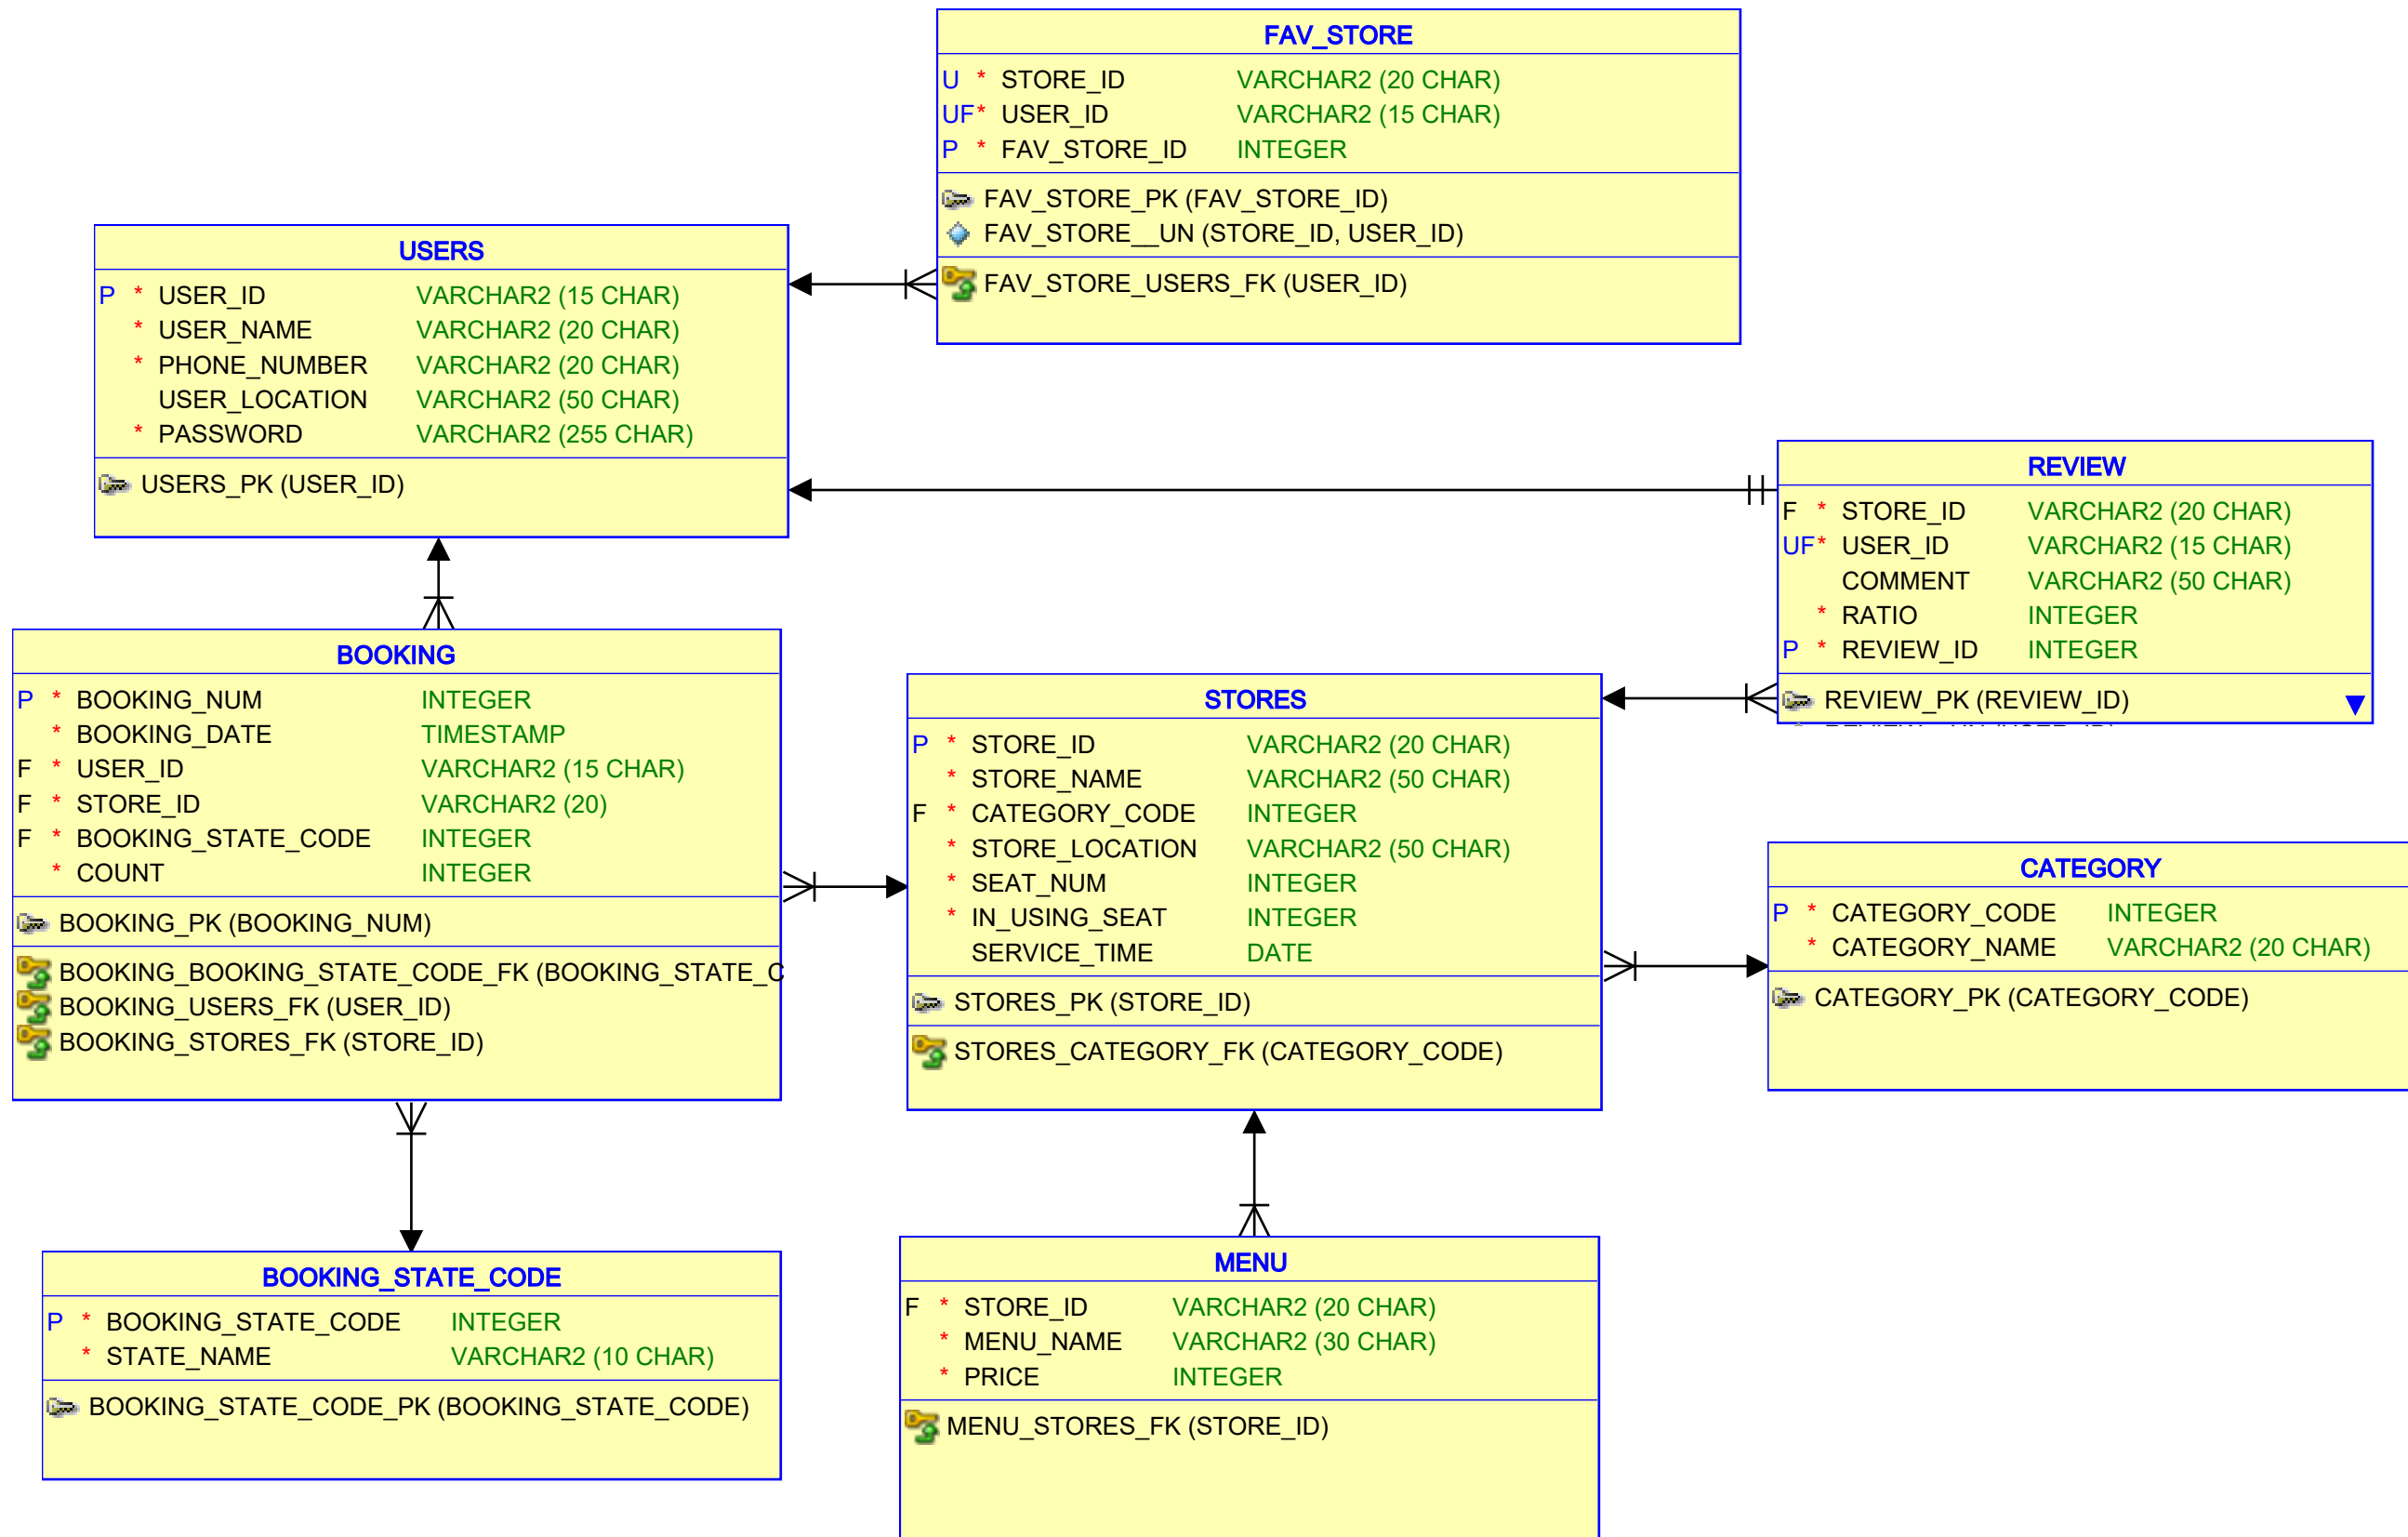 FAV_STORE
U * STORE_ID VARCHAR2 (20 CHAR)
UF* USER_ID VARCHAR2 (15 CHAR)
P * FAV_STORE_ID INTEGER
FAV_STORE_PK (FAV_STORE_ID)
FAV_STORE__UN (STORE_ID, USER_ID)
FAV_STORE_USERS_FK (USER_ID)
USERS
P * USER_ID VARCHAR2 (15 CHAR)
* USER_NAME VARCHAR2 (20 CHAR)
* PHONE_NUMBER VARCHAR2 (20 CHAR)
USER_LOCATION VARCHAR2 (50 CHAR)
* PASSWORD VARCHAR2 (255 CHAR)
USERS_PK (USER_ID)
REVIEW
F * STORE_ID VARCHAR2 (20 CHAR)
UF* USER_ID VARCHAR2 (15 CHAR)
COMMENT VARCHAR2 (50 CHAR)
* RATIO INTEGER
P * REVIEW_ID INTEGER
REVIEW_PK (REVIEW_ID)
BOOKING
P * BOOKING_NUM INTEGER
* BOOKING_DATE TIMESTAMP
F * USER_ID VARCHAR2 (15 CHAR)
F * STORE_ID VARCHAR2 (20)
F * BOOKING_STATE_CODE INTEGER
* COUNT INTEGER
BOOKING_PK (BOOKING_NUM)
BOOKING_BOOKING_STATE_CODE_FK (BOOKING_STATE_C
BOOKING_USERS_FK (USER_ID)
BOOKING_STORES_FK (STORE_ID)
STORES
P * STORE_ID VARCHAR2 (20 CHAR)
* STORE_NAME VARCHAR2 (50 CHAR)
F * CATEGORY_CODE INTEGER
* STORE_LOCATION VARCHAR2 (50 CHAR)
* SEAT_NUM INTEGER
* IN_USING_SEAT INTEGER
SERVICE_TIME DATE
STORES_PK (STORE_ID)
STORES_CATEGORY_FK (CATEGORY_CODE)
CATEGORY
P * CATEGORY_CODE INTEGER
* CATEGORY_NAME VARCHAR2 (20 CHAR)
CATEGORY_PK (CATEGORY_CODE)
BOOKING_STATE_CODE
P * BOOKING_STATE_CODE INTEGER
* STATE_NAME VARCHAR2 (10 CHAR)
BOOKING_STATE_CODE_PK (BOOKING_STATE_CODE)
MENU
F * STORE_ID VARCHAR2 (20 CHAR)
* MENU_NAME VARCHAR2 (30 CHAR)
* PRICE INTEGER
MENU_STORES_FK (STORE_ID)